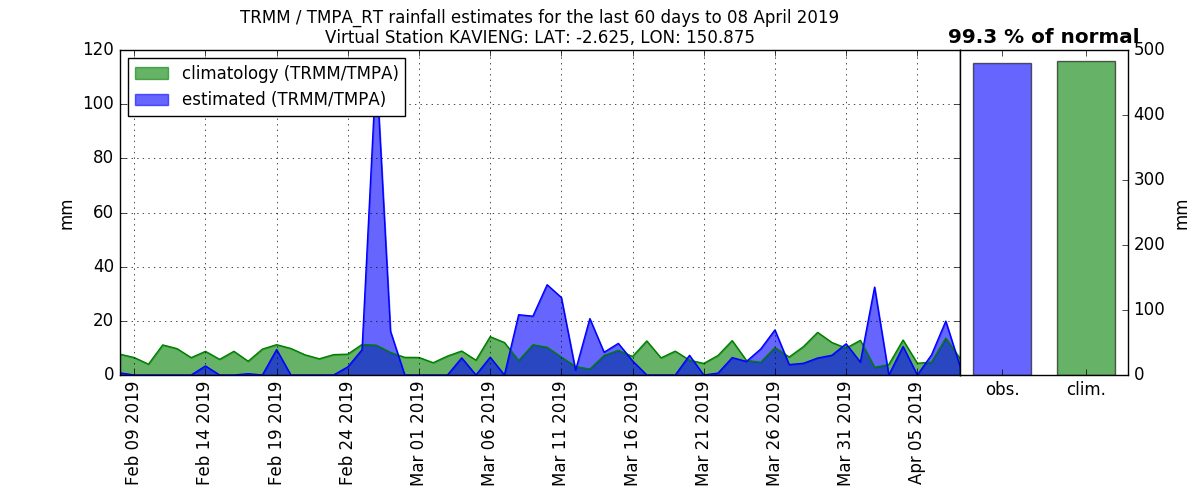 TRMM / TMPA_RT rainfall estimates for the last 60 days to 08 April 2019
Virtual Station KAVIENG: LAT: -2.625, LON: 150.875
99.3 % of normal
climatology (TRMM/TMPA)
estimated (TRMM/TMPA)
120
100
80
60
40
20
0
mm
500
400
300
200
100
0
mm
obs.
clim.
Feb 09 2019
Feb 14 2019
Feb 19 2019
Feb 24 2019
Mar 01 2019
Mar 06 2019
Mar 11 2019
Mar 16 2019
Mar 21 2019
Mar 26 2019
Mar 31 2019
Apr 05 2019